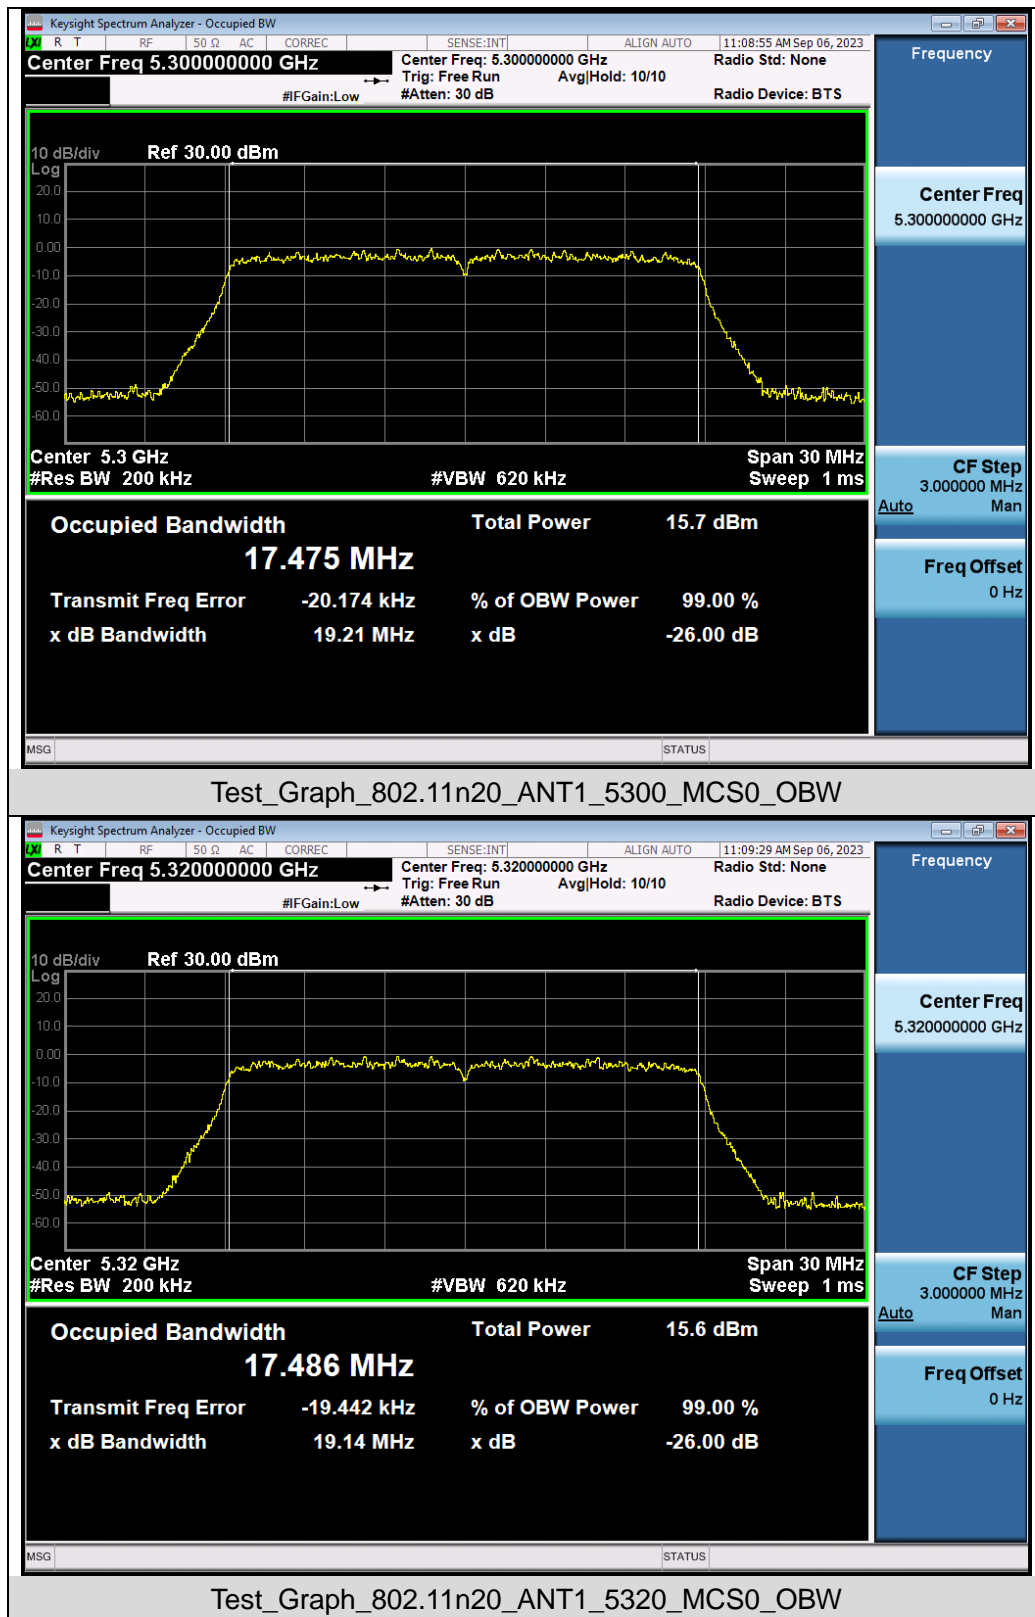 Keysight Spectrum Analyzer - Occupied BW
LXI R T RF 50 Ω AC CORREC SENSE:INT ALIGN AUTO 11:08:55 AM Sep 06, 2023
Center Freq 5.300000000 GHz Center Freq: 5.300000000 GHz Radio Std: None
Trig: Free Run Avg|Hold: 10/10
#IFGain:Low #Atten: 30 dB Radio Device: BTS
10 dB/div Ref 30.00 dBm
Log
20.0
10.0
0.00
-10.0
-20.0
-30.0
-40.0
-50.0
-60.0
Center 5.3 GHz Span 30 MHz
#Res BW 200 kHz #VBW 620 kHz Sweep 1 ms
Occupied Bandwidth Total Power 15.7 dBm
17.475 MHz
Transmit Freq Error -20.174 kHz % of OBW Power 99.00 %
x dB Bandwidth 19.21 MHz x dB -26.00 dB
MSG STATUS
Frequency
Center Freq
5.300000000 GHz
CF Step
3.000000 MHz
Auto Man
Freq Offset
0 Hz
Test_Graph_802.11n20_ANT1_5300_MCS0_OBW
Keysight Spectrum Analyzer - Occupied BW
LXI R T RF 50 Ω AC CORREC SENSE:INT ALIGN AUTO 11:09:29 AM Sep 06, 2023
Center Freq 5.320000000 GHz Center Freq: 5.320000000 GHz Radio Std: None
Trig: Free Run Avg|Hold: 10/10
#IFGain:Low #Atten: 30 dB Radio Device: BTS
10 dB/div Ref 30.00 dBm
Log
20.0
10.0
0.00
-10.0
-20.0
-30.0
-40.0
-50.0
-60.0
Center 5.32 GHz Span 30 MHz
#Res BW 200 kHz #VBW 620 kHz Sweep 1 ms
Occupied Bandwidth Total Power 15.6 dBm
17.486 MHz
Transmit Freq Error -19.442 kHz % of OBW Power 99.00 %
x dB Bandwidth 19.14 MHz x dB -26.00 dB
MSG STATUS
Frequency
Center Freq
5.320000000 GHz
CF Step
3.000000 MHz
Auto Man
Freq Offset
0 Hz
Test_Graph_802.11n20_ANT1_5320_MCS0_OBW